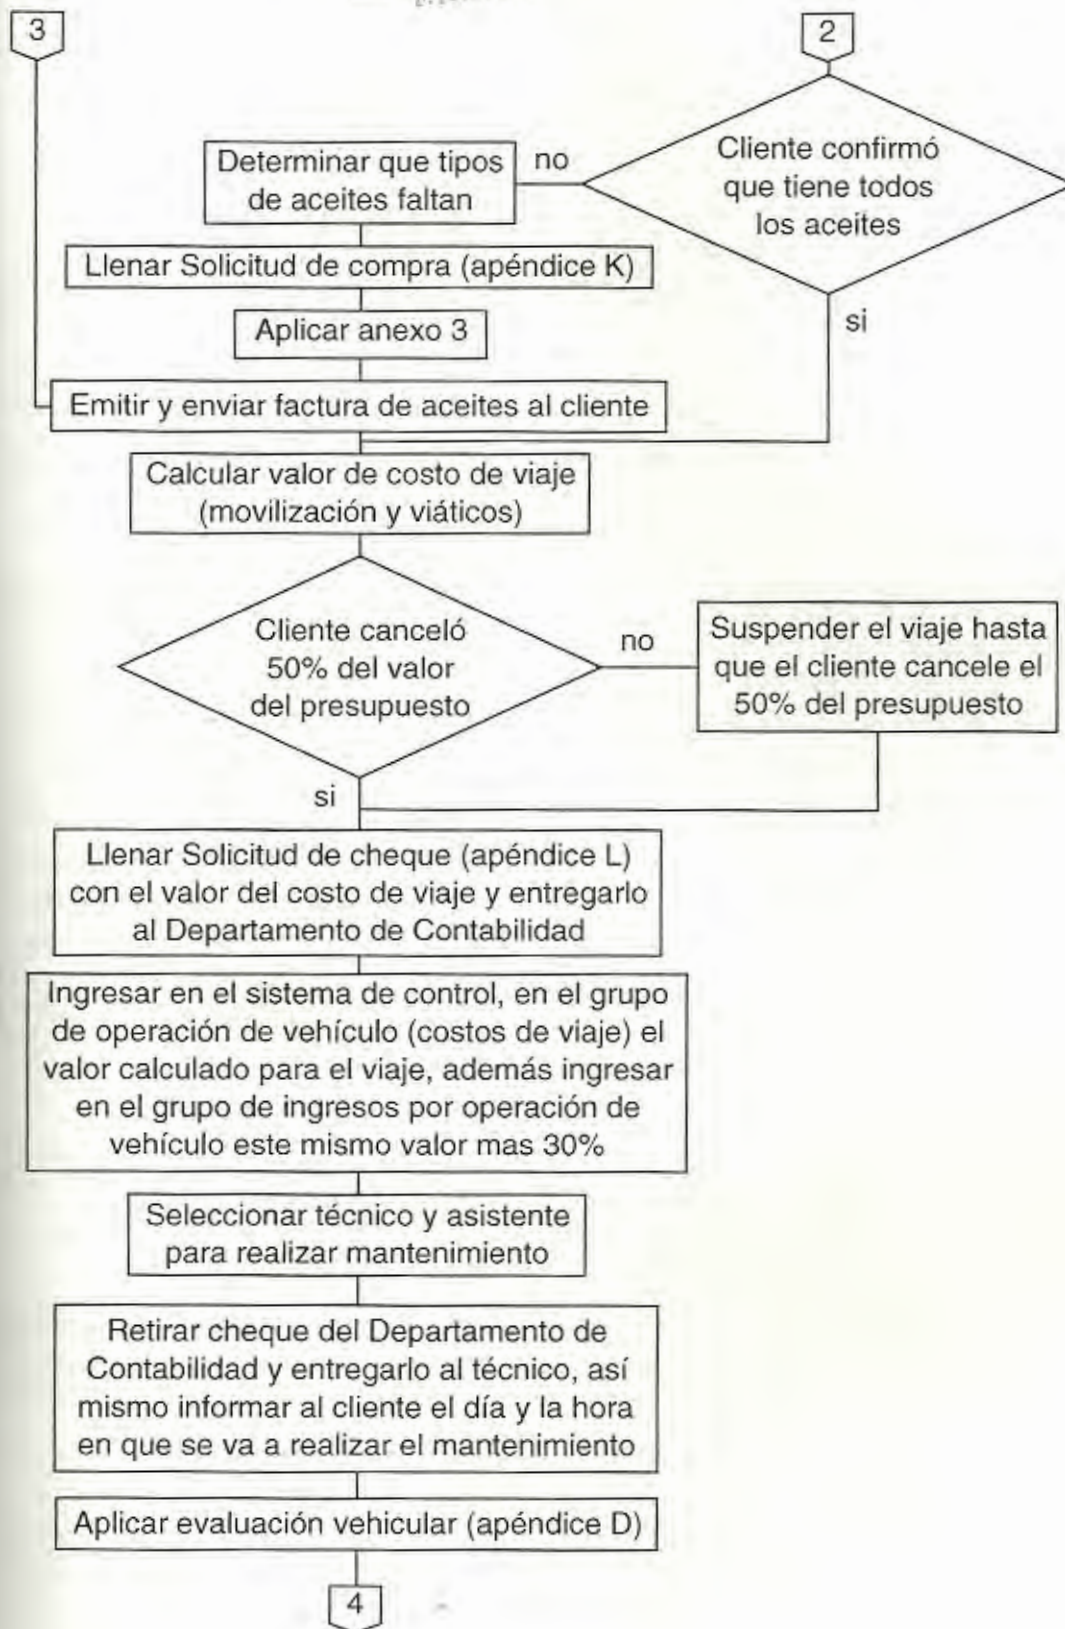 3
2
Cliente confirmó
que tiene todos
los aceites
no
Determinar que tipos
de aceites faltan
si
Llenar Solicitud de compra (apéndice K)
Aplicar anexo 3
Emitir y enviar factura de aceites al cliente
Calcular valor de costo de viaje
(movilización y viáticos)
Cliente canceló
50% del valor
del presupuesto
no
Suspender el viaje hasta
que el cliente cancele el
50% del presupuesto
si
Llenar Solicitud de cheque (apéndice L)
con el valor del costo de viaje y entregarlo
al Departamento de Contabilidad
Ingresar en el sistema de control, en el grupo
de operación de vehículo (costos de viaje) el
valor calculado para el viaje, además ingresar
en el grupo de ingresos por operación de
vehículo este mismo valor mas 30%
Seleccionar técnico y asistente
para realizar mantenimiento
Retirar cheque del Departamento de
Contabilidad y entregarlo al técnico, así
mismo informar al cliente el día y la hora
en que se va a realizar el mantenimiento
Aplicar evaluación vehicular (apéndice D)
4